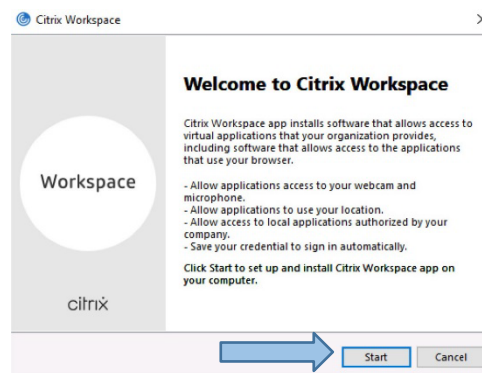 Citrix Workspace
Welcome to Citrix Workspace
Citrix Workspace app installs software that allows access to
virtual applications that your organization provides,
including software that allows access to the applications
that use your browser.
- Allow applications access to your webcam and
microphone.
- Allow applications to use your location.
- Allow access to local applications authorized by your
company.
- Save your credential to sign in automatically.
Click Start to set up and install Citrix Workspace app on
your computer.
Workspace
citrix
Start
Cancel